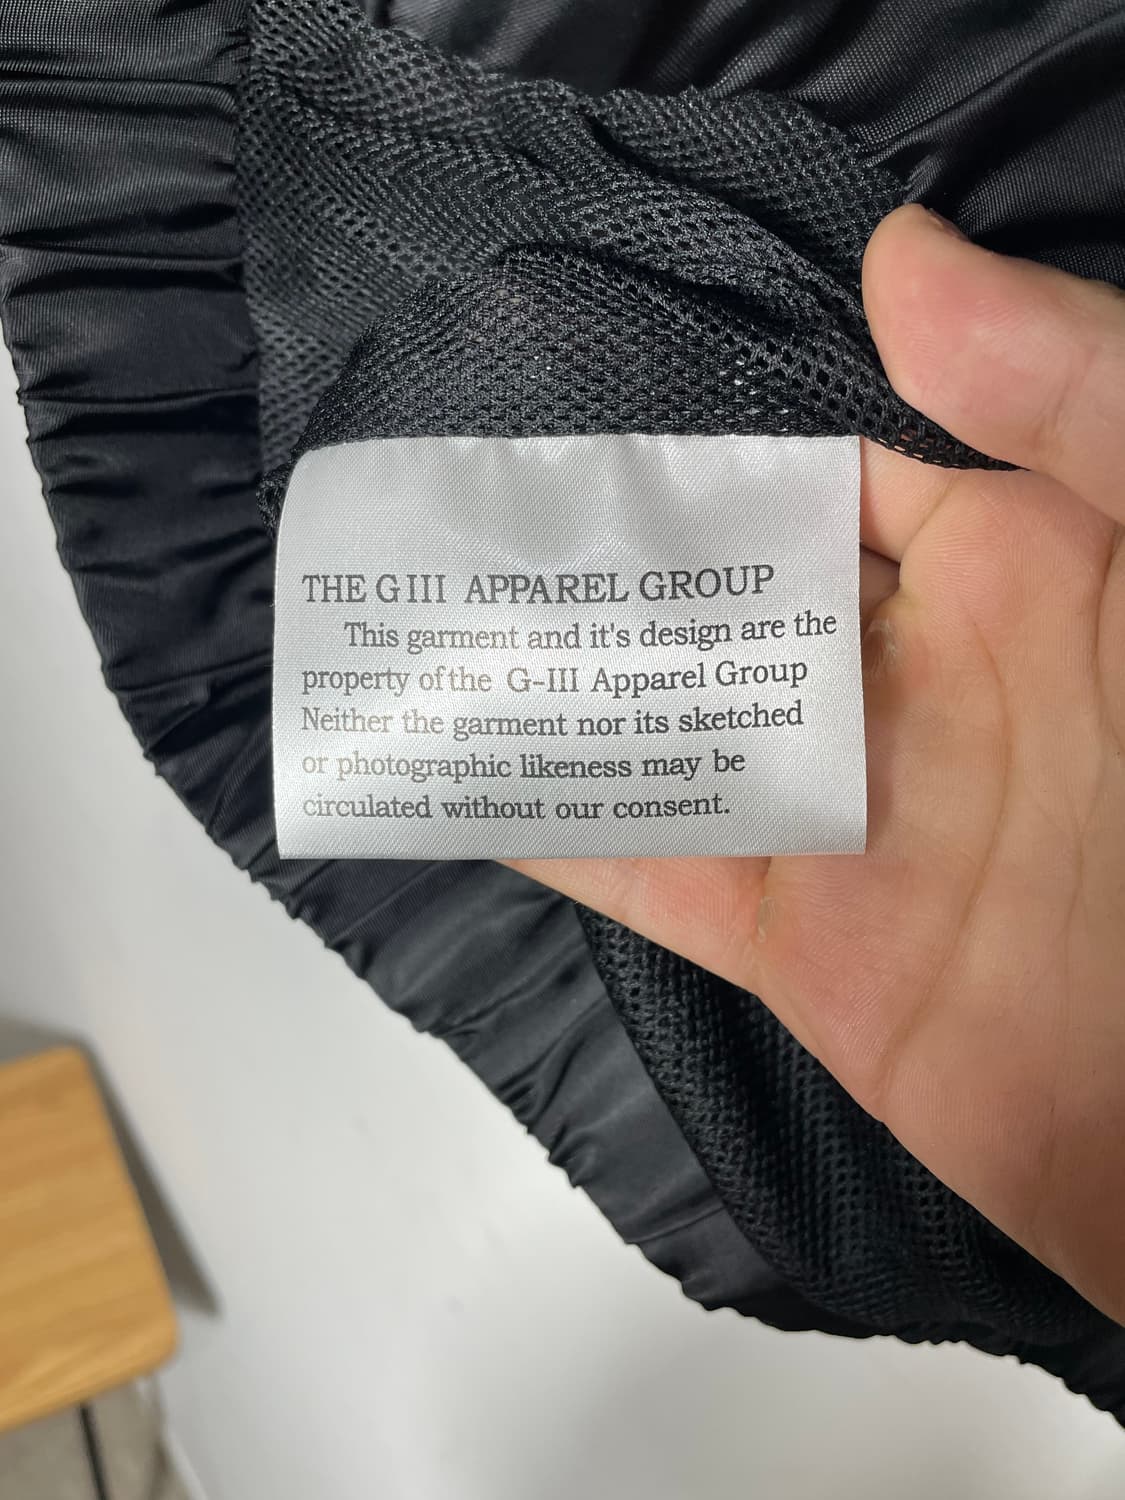 THE G III APPAREL GROUP
This garment and it's design are the
property of the G-III Apparel Group
Neither the garment nor its sketched
or photographic likeness may be
circulated without our consent.